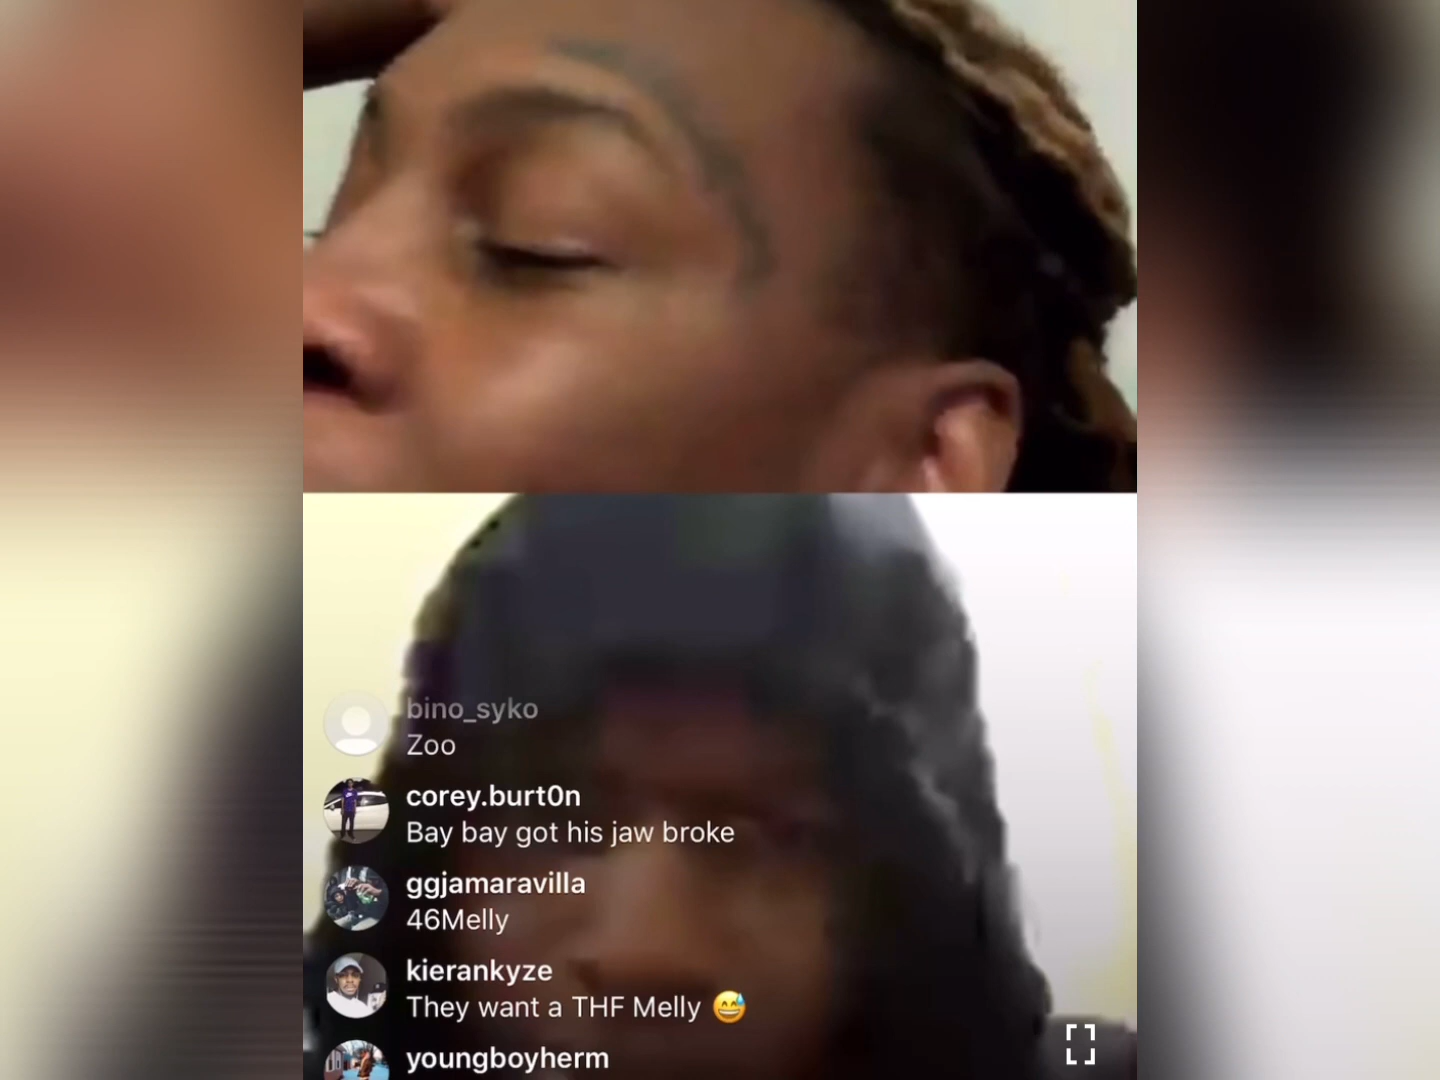 bino_syko
Zoo
corey.burt0n
Bay bay got his jaw broke
ggjamaravilla
46Melly
kierankyze
They want a THF Melly 😅
youngboyherm